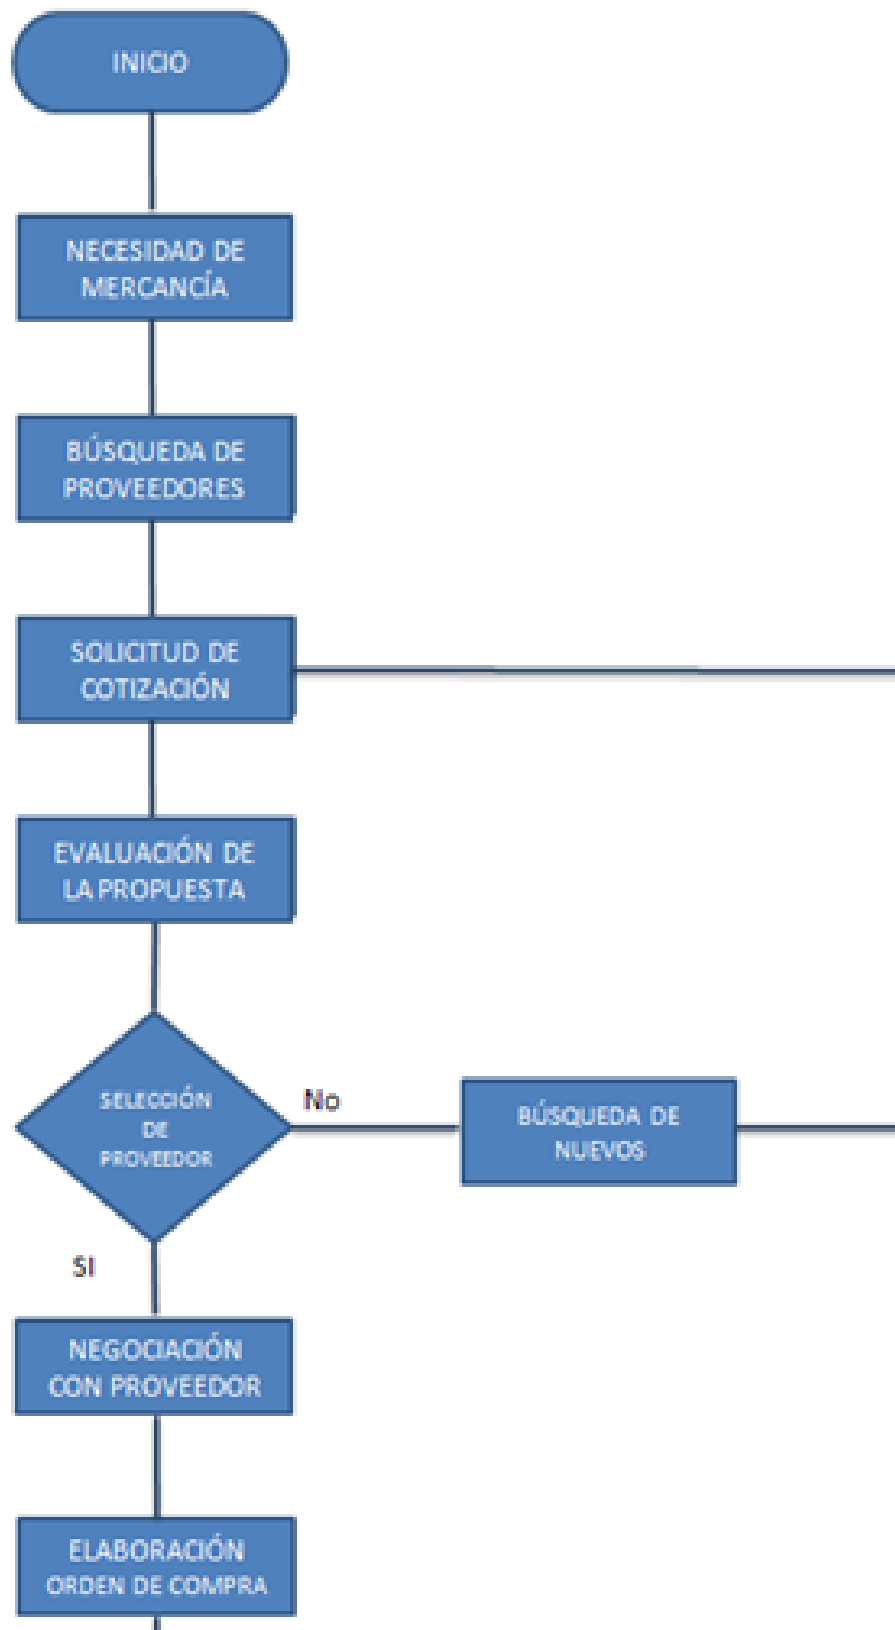 INICIO
NECESIDAD DE
MERCANCÍA
BÚSQUEDA DE
PROVEEDORES
SOLICITUD DE
COTIZACIÓN
EVALUACIÓN DE
LA PROPUESTA
SELECCIÓN
DE
PROVEEDOR
No
BÚSQUEDA DE
NUEVOS
SI
NEGOCIACIÓN
CON PROVEEDOR
ELABORACIÓN
ORDEN DE COMPRA